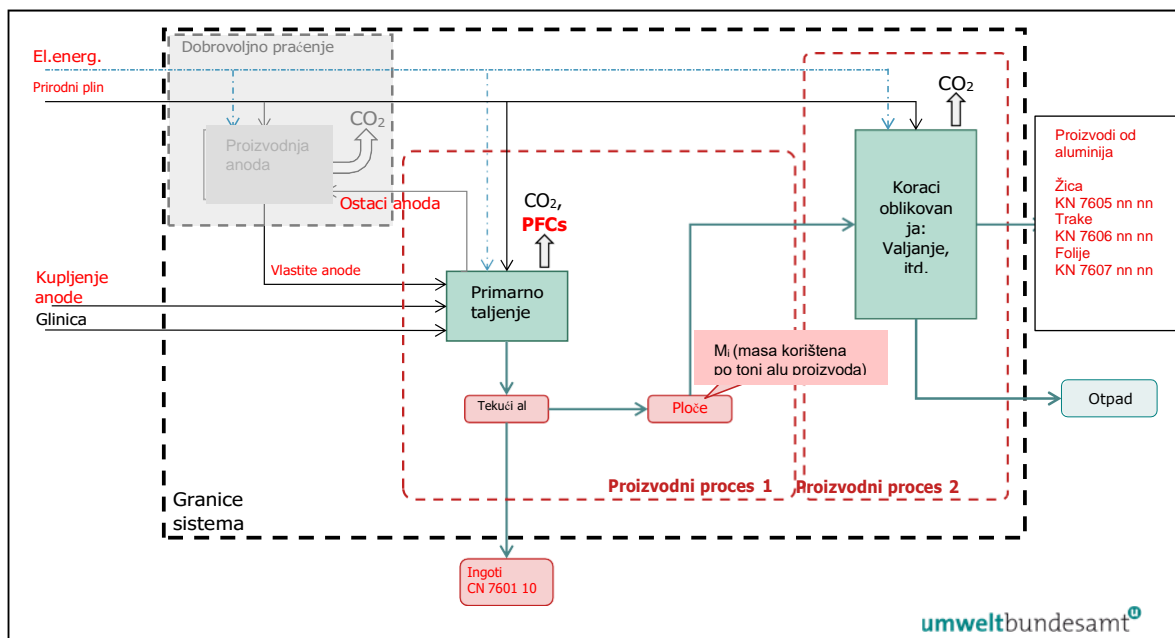 Dobrovoljno praćenje
El.energ.
Prirodni plin
CO₂
CO₂
Proizvodnja
anoda
Proizvodi od
aluminija
Žica
KN 7605 nn nn
Trake
KN 7606 nn nn
Folije
KN 7607 nn nn
Koraci
oblikovan
ja:
Valjanje,
itd.
Ostaci anoda
CO₂,
PFCs
Vlastite anode
Kupljenje
anode
Glinica
Primarno
taljenje
Mᵢ (masa korištena
po toni alu proizvoda)
Tekući al
Ploče
Otpad
Proizvodni proces 1
Proizvodni proces 2
Granice
sistema
Ingoti
CN 7601 10
umweltbundesamt
u